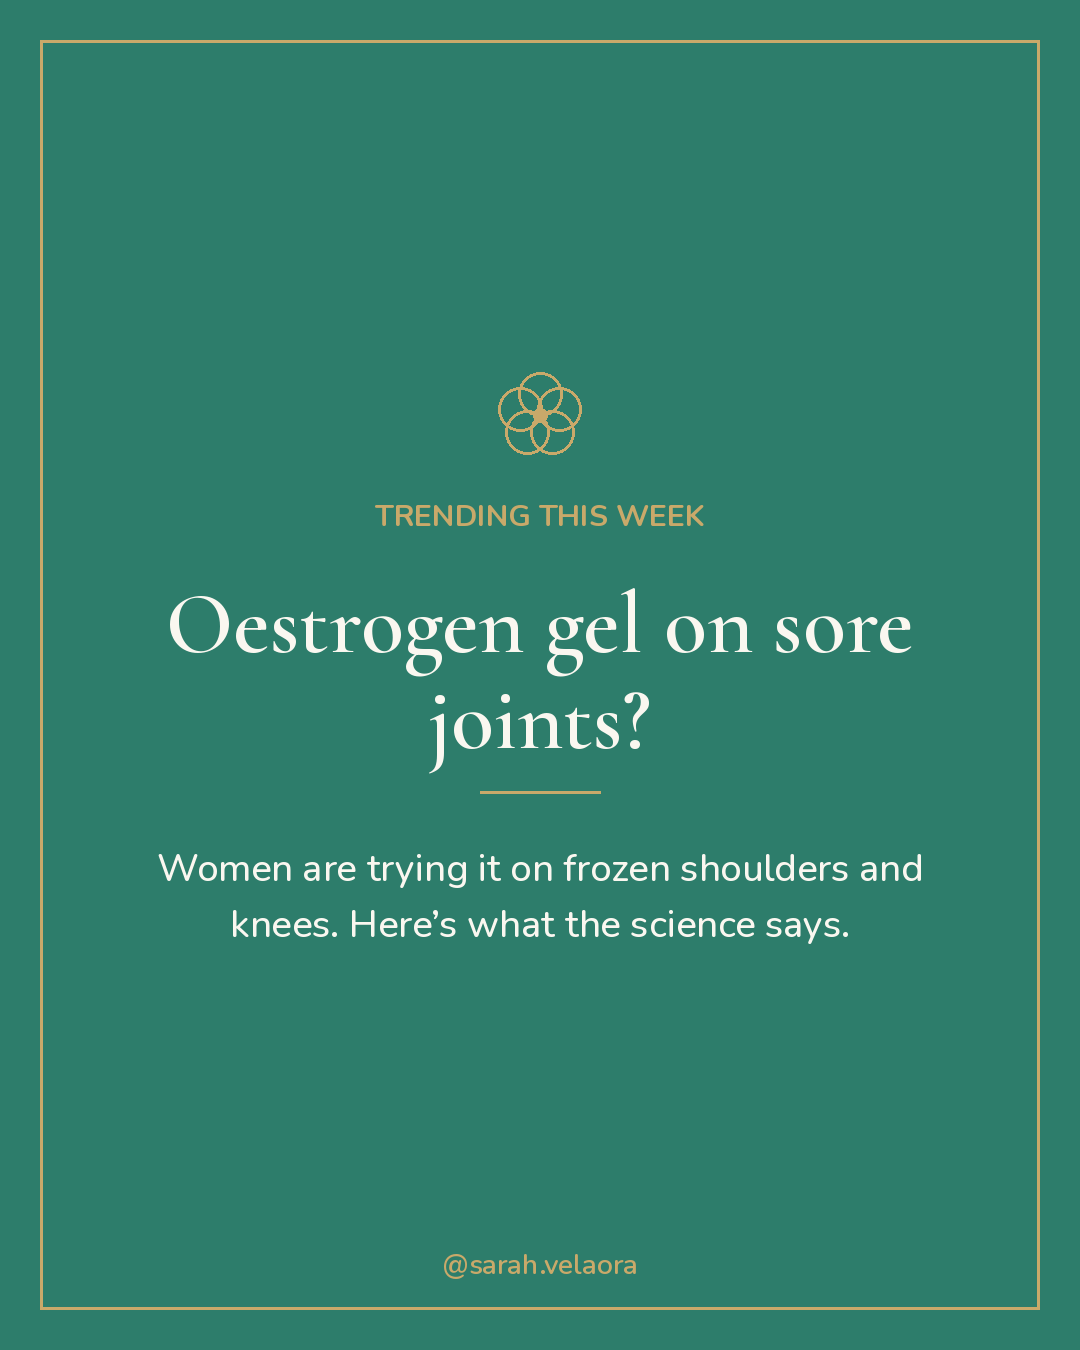 TRENDING THIS WEEK
Oestrogen gel on sore
joints?
Women are trying it on frozen shoulders and
knees. Here’s what the science says.
@sarah.velaora